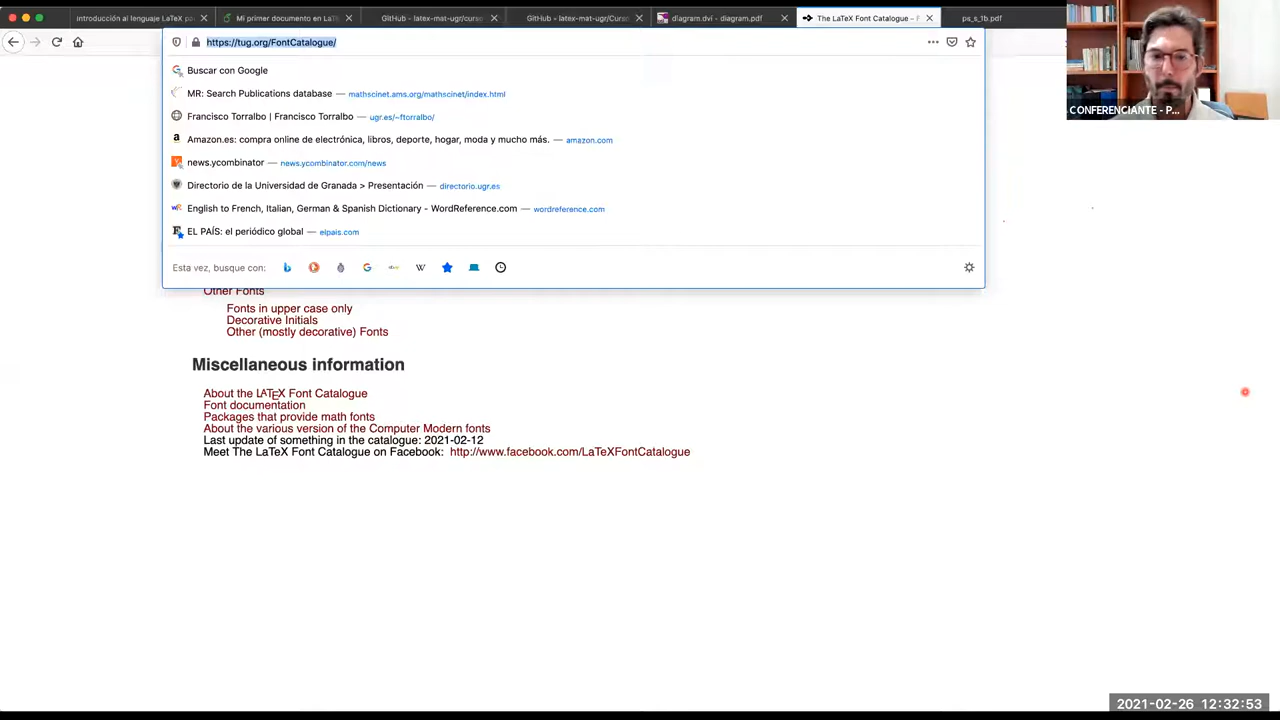 introducción al lenguaje LaTeX pa
Mi primer documento en LaT
GitHub - latex-mat-ugr/curso
GitHub - latex-mat-ugr/Curs
diagram.dvi - diagram.pdf
The LaTeX Font Catalogue – F
ps_s_1b.pdf
https://tug.org/FontCatalogue/
Buscar con Google
MR: Search Publications database — mathscinet.ams.org/mathscinet/index.html
Francisco Torralbo | Francisco Torralbo — ugr.es/~ftorralbo/
Amazon.es: compra online de electrónica, libros, deporte, hogar, moda y mucho más. — amazon.com
news.ycombinator — news.ycombinator.com/news
Directorio de la Universidad de Granada > Presentación — directorio.ugr.es
English to French, Italian, German & Spanish Dictionary - WordReference.com — wordreference.com
EL PAÍS: el periódico global — elpais.com
Esta vez, busque con:
Other Fonts
Fonts in upper case only
Decorative Initials
Other (mostly decorative) Fonts
Miscellaneous information
About the LATEX Font Catalogue
Font documentation
Packages that provide math fonts
About the various version of the Computer Modern fonts
Last update of something in the catalogue: 2021-02-12
Meet The LaTeX Font Catalogue on Facebook: http://www.facebook.com/LaTeXFontCatalogue
CONFERENCIANTE - P...
2021-02-26 12:32:53